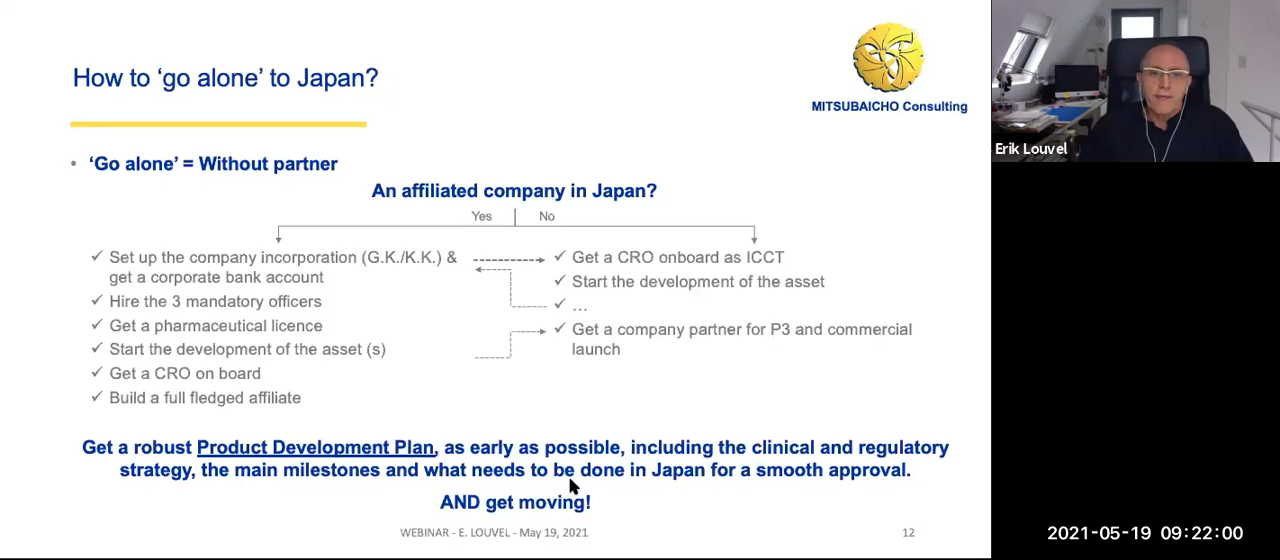 How to ‘go alone’ to Japan?
MITSUBAICHO Consulting
Erik Louvel
• ‘Go alone’ = Without partner
An affiliated company in Japan?
Yes
No
✓ Set up the company incorporation (G.K./K.K.) &
get a corporate bank account
✓ Hire the 3 mandatory officers
✓ Get a pharmaceutical licence
✓ Start the development of the asset (s)
✓ Get a CRO on board
✓ Build a full fledged affiliate
✓ Get a CRO onboard as ICCT
✓ Start the development of the asset
✓ ...
✓ Get a company partner for P3 and commercial
launch
Get a robust Product Development Plan, as early as possible, including the clinical and regulatory
strategy, the main milestones and what needs to be done in Japan for a smooth approval.
AND get moving!
WEBINAR - E. LOUVEL - May 19, 2021
12
2021-05-19 09:22:00